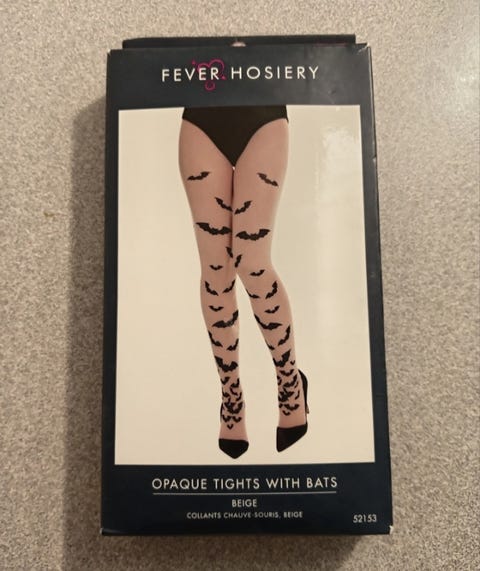 FEVER HOSIERY
OPAQUE TIGHTS WITH BATS
BEIGE
COLLANTS CHAUVE-SOURIS, BEIGE
52153